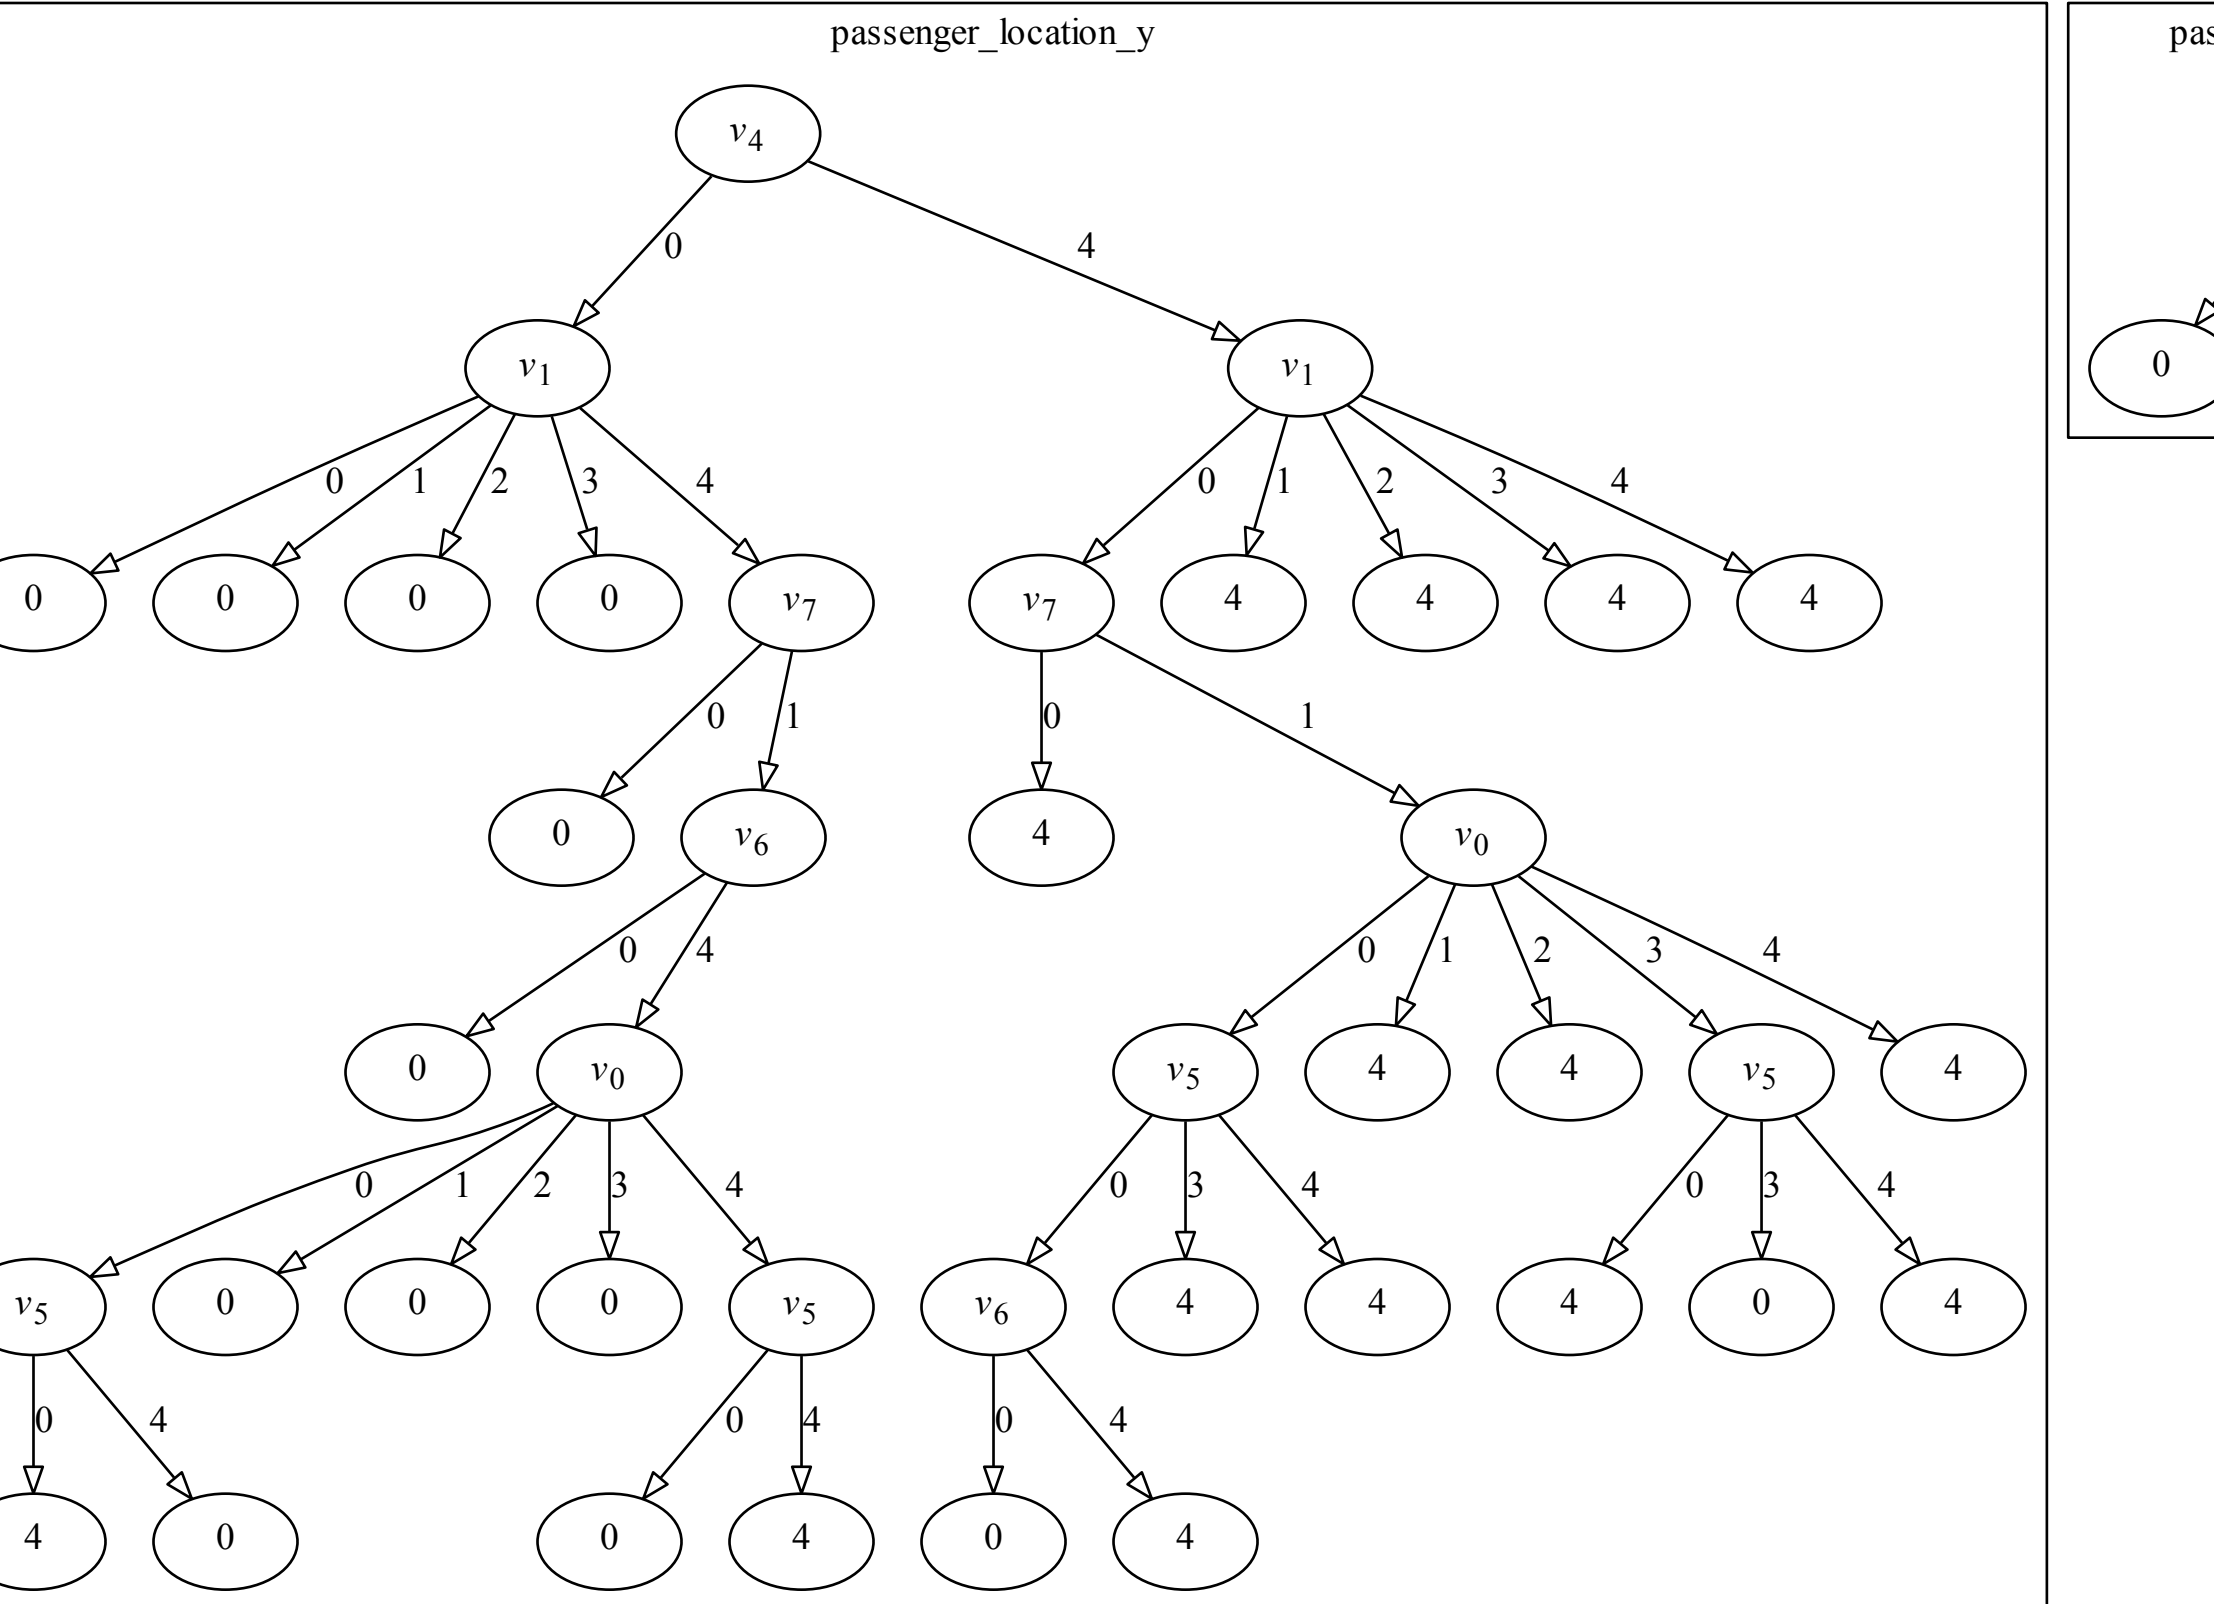 passenger_location_y
pas
v4
0 4
v1 v1
0
0 1 2 3 4 0 1 2 3 4
0 0 0 0 v7 v7 4 4 4 4
0 1 0 1
0 v6 4 v0
0 4 0 1 2 3 4
0 v0 v5 4 4 v5 4
0 1 2 3 4 0 3 4 0 3 4
v5 0 0 0 v5 v6 4 4 4 0 4
0 4 0 4 0 4
4 0 0 4 0 4